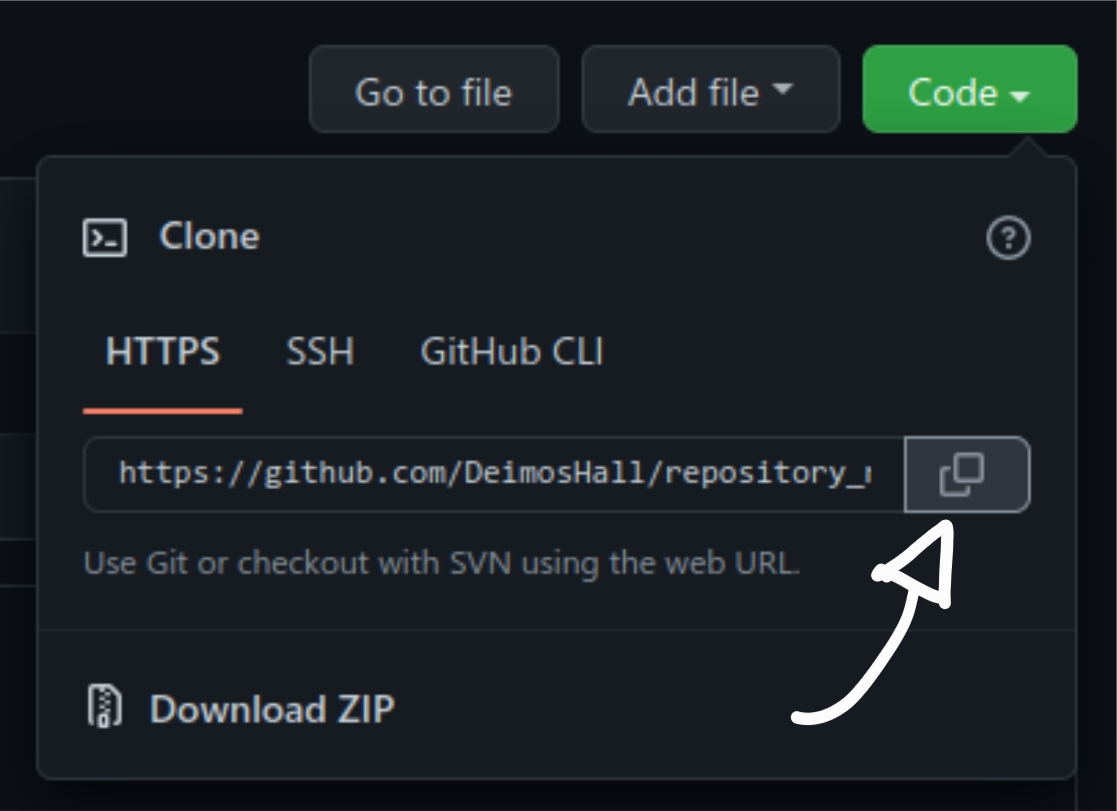 Go to file Add file Code
Clone
HTTPS SSH GitHub CLI
https://github.com/DeimosHall/repository_
Use Git or checkout with SVN using the web URL.
Download ZIP